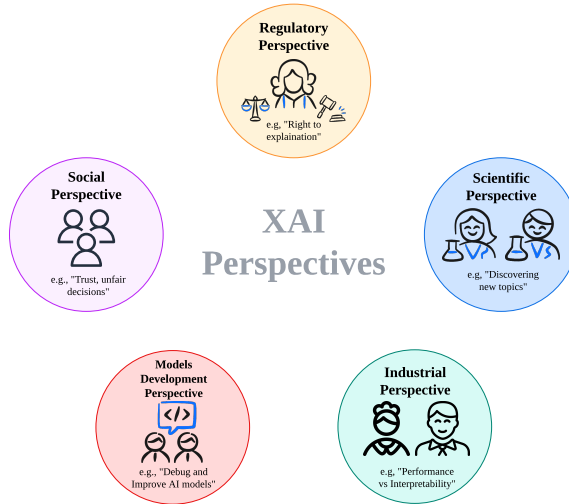 Regulatory
Perspective
e.g, "Right to
explaination"
Social
Perspective
e.g., "Trust, unfair
decisions"
XAI
Perspectives
Scientific
Perspective
e.g, "Discovering
new topics"
Models
Development
Perspective
</>
e.g., "Debug and
Improve AI models"
Industrial
Perspective
e.g., "Performance
vs Interpretability"